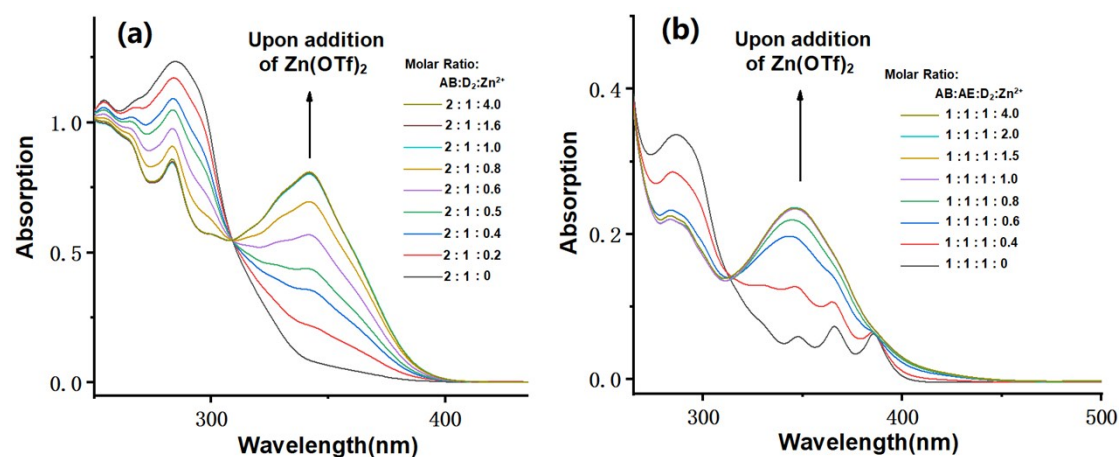 (a)
Upon addition
of Zn(OTf)2
Molar Ratio:
AB:D2:Zn2+
2 : 1 : 4.0
2 : 1 : 1.6
2 : 1 : 1.0
2 : 1 : 0.8
2 : 1 : 0.6
2 : 1 : 0.5
2 : 1 : 0.4
2 : 1 : 0.2
2 : 1 : 0
Absorption
1.0
0.5
0.0
300
400
Wavelength(nm)
(b)
Upon addition
of Zn(OTf)2
Molar Ratio:
AB:AE:D2:Zn2+
1 : 1 : 1 : 4.0
1 : 1 : 1 : 2.0
1 : 1 : 1 : 1.5
1 : 1 : 1 : 1.0
1 : 1 : 1 : 0.8
1 : 1 : 1 : 0.6
1 : 1 : 1 : 0.4
1 : 1 : 1 : 0
Absorption
0.4
0.2
0.0
300
400
500
Wavelength(nm)